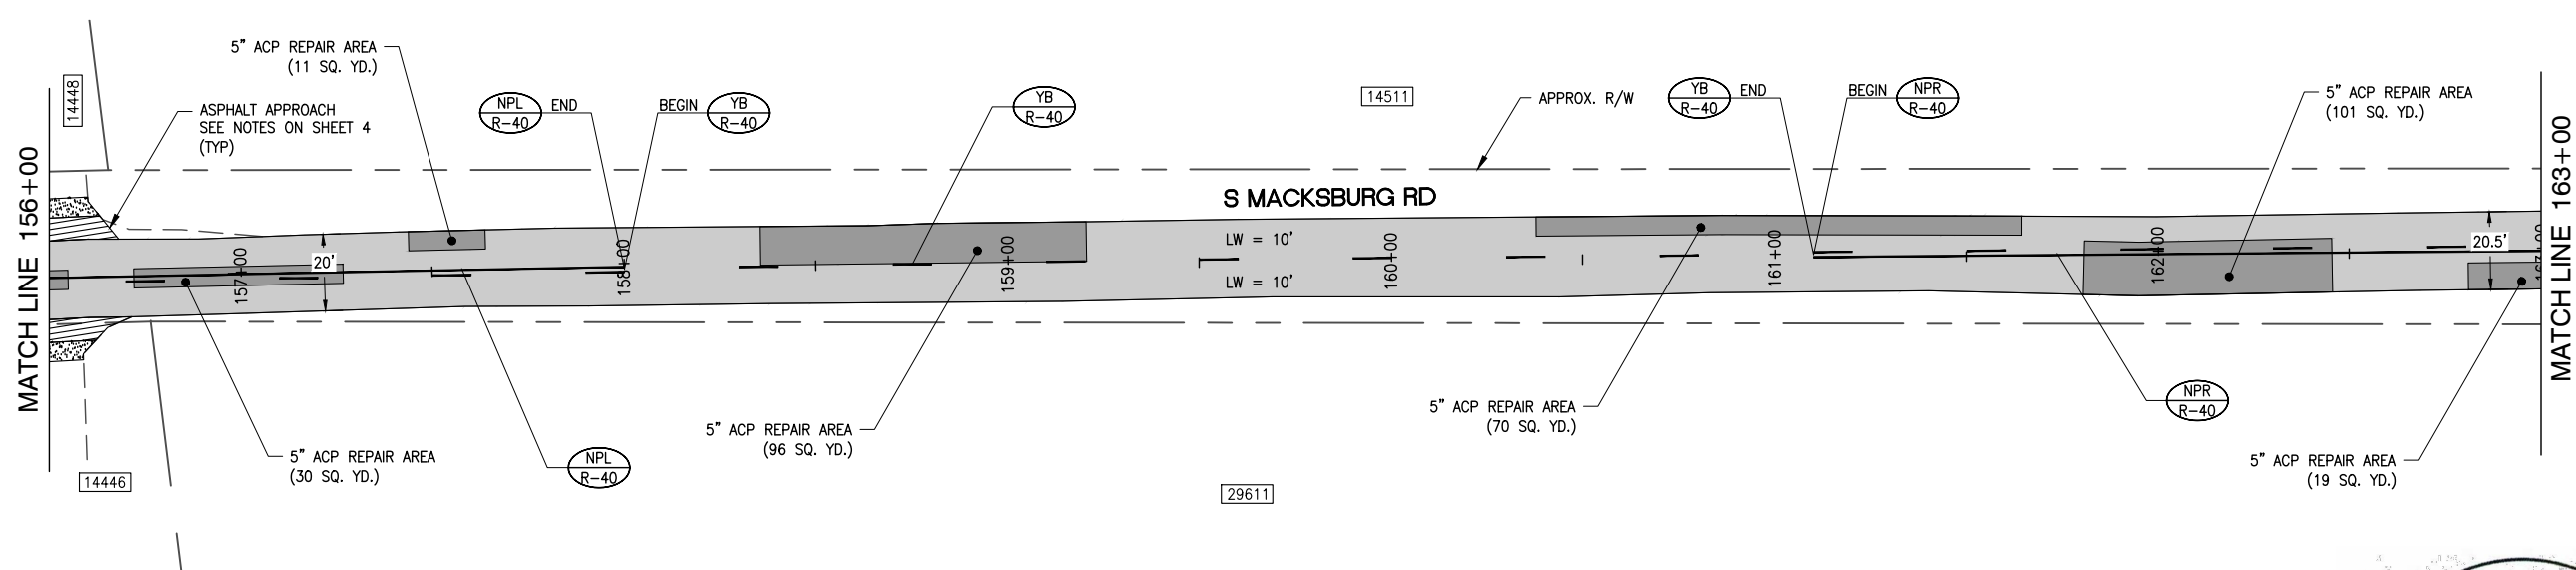 MATCH LINE 156+00
14448
5" ACP REPAIR AREA
(11 SQ. YD.)
ASPHALT APPROACH
SEE NOTES ON SHEET 4
(TYP)
NPL
R-40
END
BEGIN
YB
R-40
YB
R-40
14511
APPROX. R/W
YB
R-40
END
BEGIN
NPR
R-40
5" ACP REPAIR AREA
(101 SQ. YD.)
MATCH LINE 163+00
S MACKSBURG RD
157+00
20'
158+00
159+00
LW = 10'
LW = 10'
160+00
161+00
162+00
20.5'
5" ACP REPAIR AREA
(30 SQ. YD.)
14446
NPL
R-40
5" ACP REPAIR AREA
(96 SQ. YD.)
29611
5" ACP REPAIR AREA
(70 SQ. YD.)
NPR
R-40
5" ACP REPAIR AREA
(19 SQ. YD.)